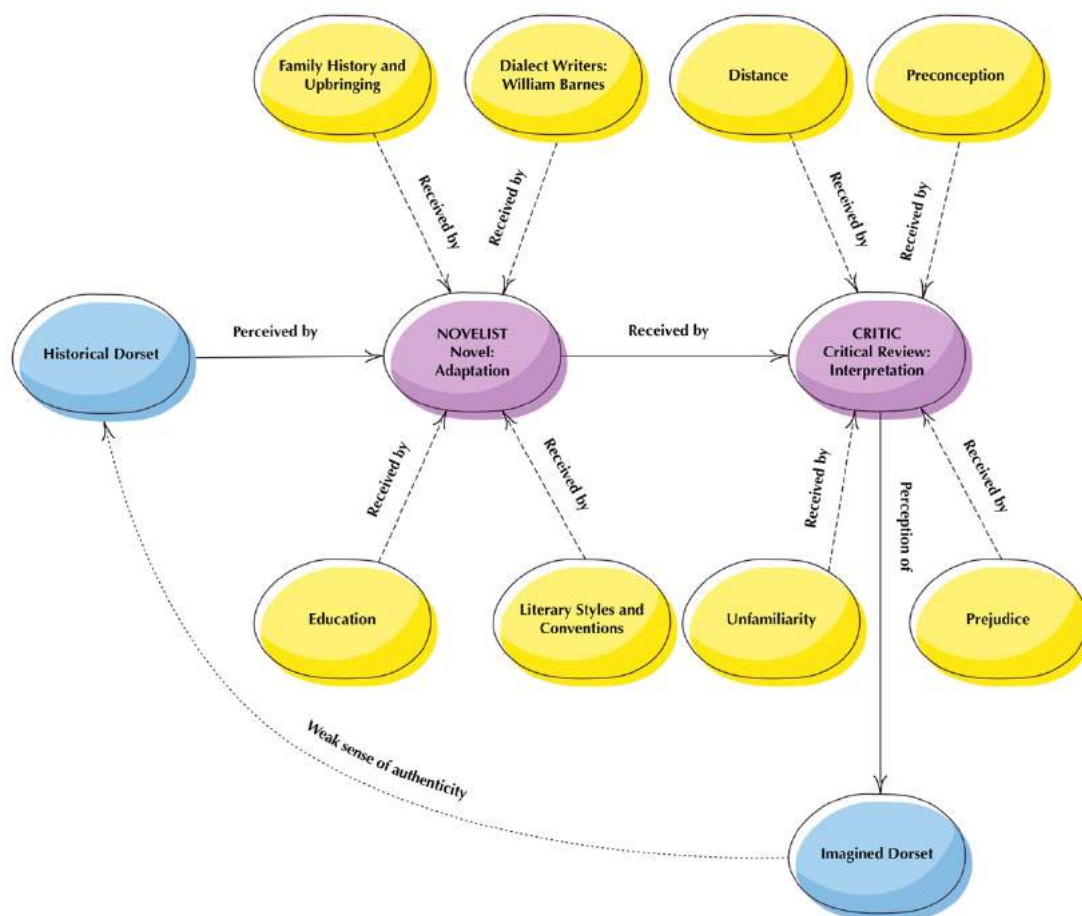 Family History and
Upbringing
Dialect Writers:
William Barnes
Distance
Preconception
Received by
Received by
Received by
Received by
Historical Dorset
Perceived by
NOVELIST
Novel:
Adaptation
Received by
CRITIC
Critical Review:
Interpretation
Received by
Received by
Received by
Received by
Perception of
Education
Literary Styles and
Conventions
Unfamiliarity
Prejudice
Weak sense of authenticity
Imagined Dorset